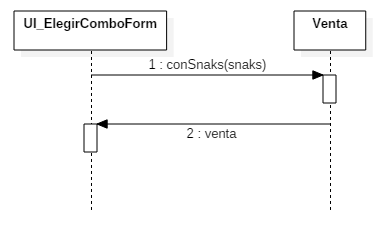 UI_ElegirComboForm
Venta
1 : conSnaks(snaks)
2 : venta